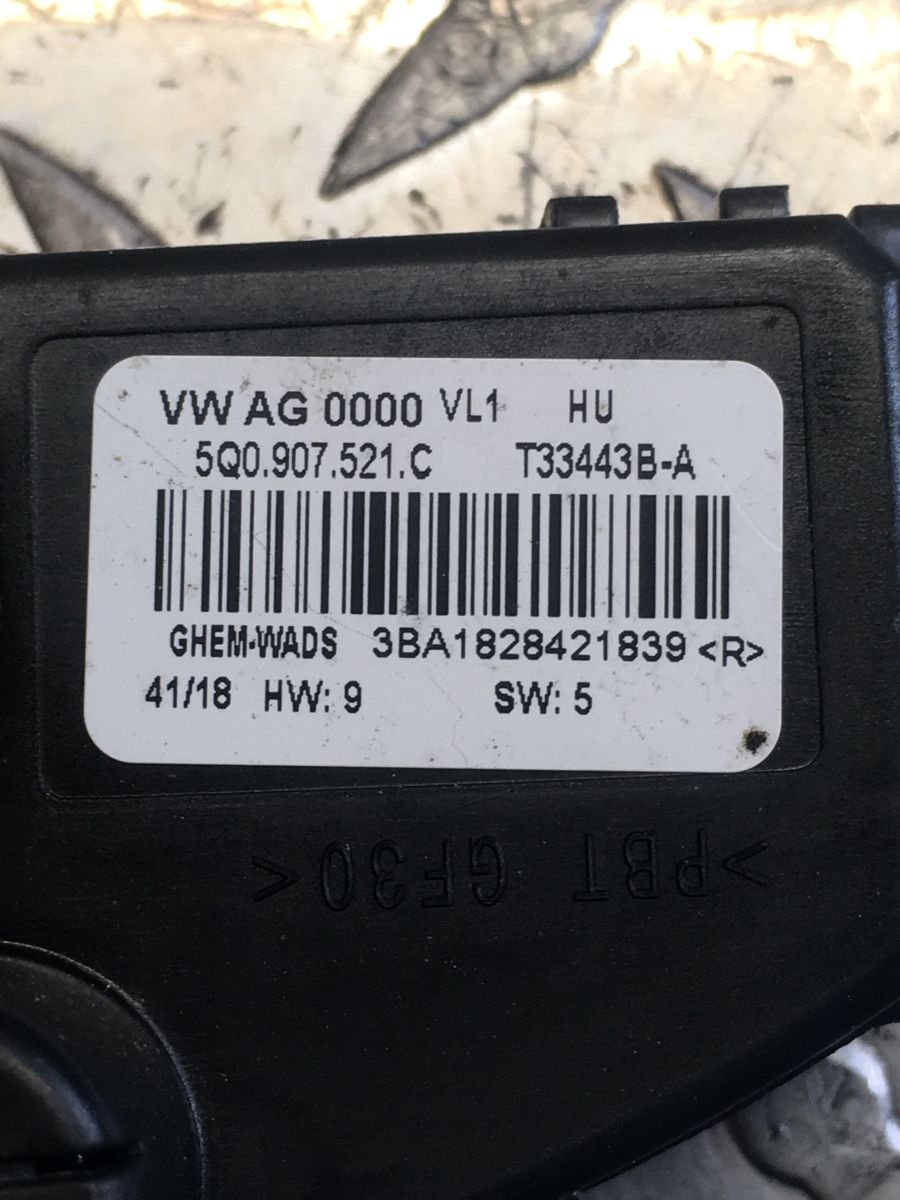 VW AG 0000 VL1 HU
5Q0.907.521.C T33443B-A
GHEM-WADS 3BA1828421839 <R>
41/18 HW: 9 SW: 5
>PBT GF30<